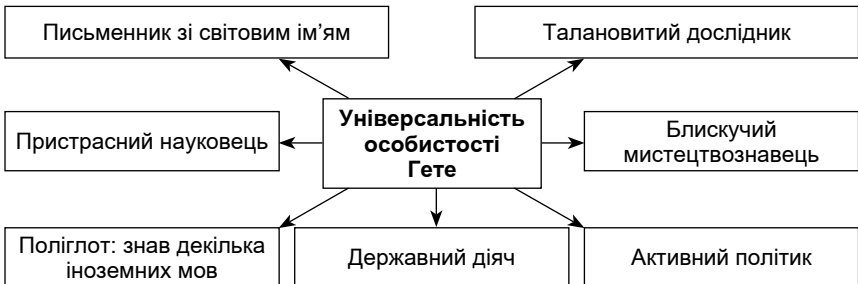 Письменник зі світовим ім’ям
Талановитий дослідник
Пристрасний науковець
Універсальність
особистості
Гете
Блискучий
мистецтвознавець
Поліглот: знав декілька
іноземних мов
Державний діяч
Активний політик